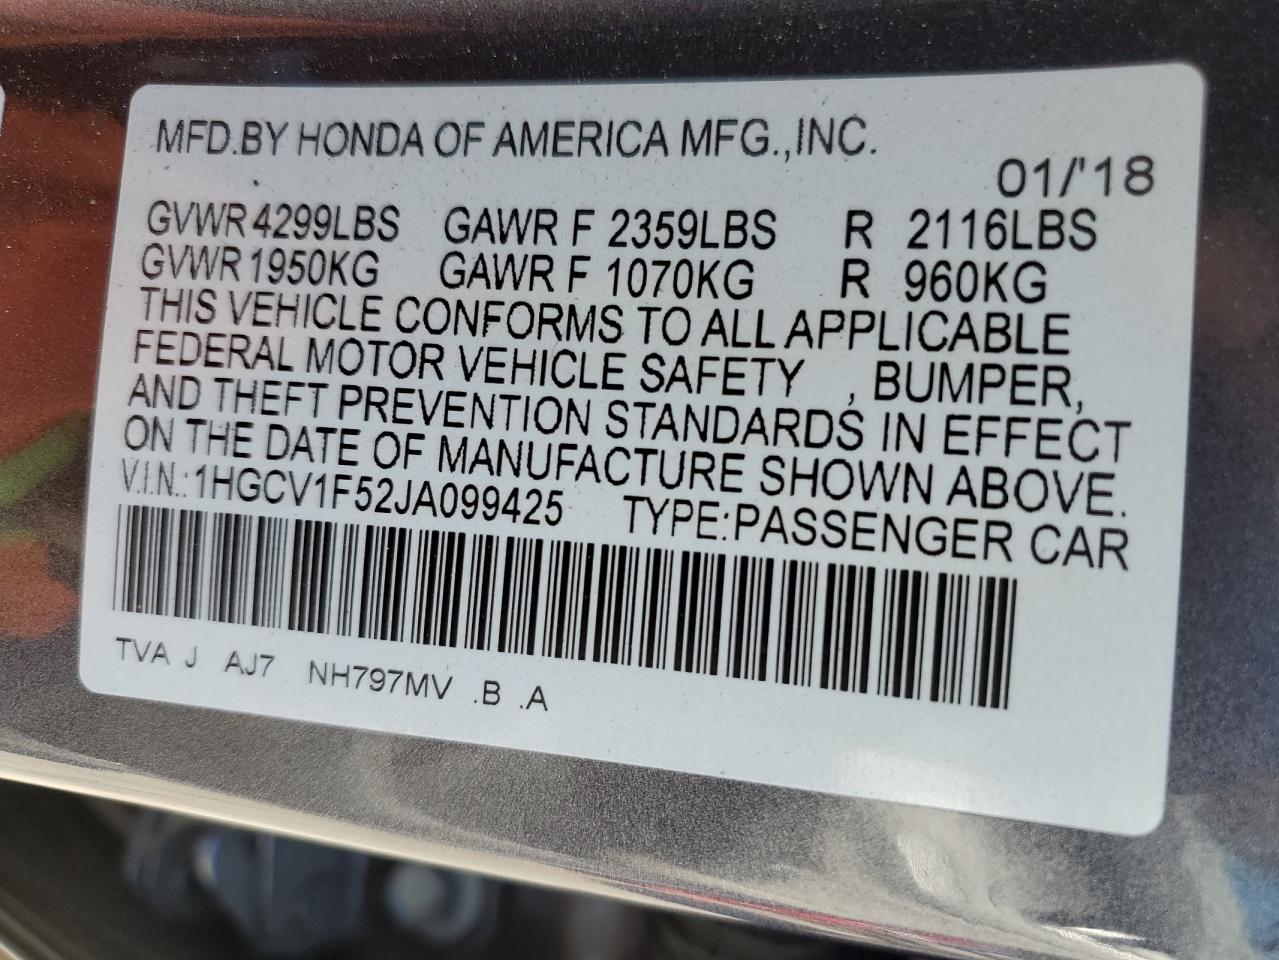 MFD.BY HONDA OF AMERICA MFG.,INC.
01/'18
GVWR 4299LBS GAWR F 2359LBS R 2116LBS
GVWR 1950KG GAWR F 1070KG R 960KG
THIS VEHICLE CONFORMS TO ALL APPLICABLE
FEDERAL MOTOR VEHICLE SAFETY , BUMPER,
AND THEFT PREVENTION STANDARDS IN EFFECT
ON THE DATE OF MANUFACTURE SHOWN ABOVE.
V.I.N.:1HGCV1F52JA099425 TYPE:PASSENGER CAR
TVA J AJ7 NH797MV .B .A